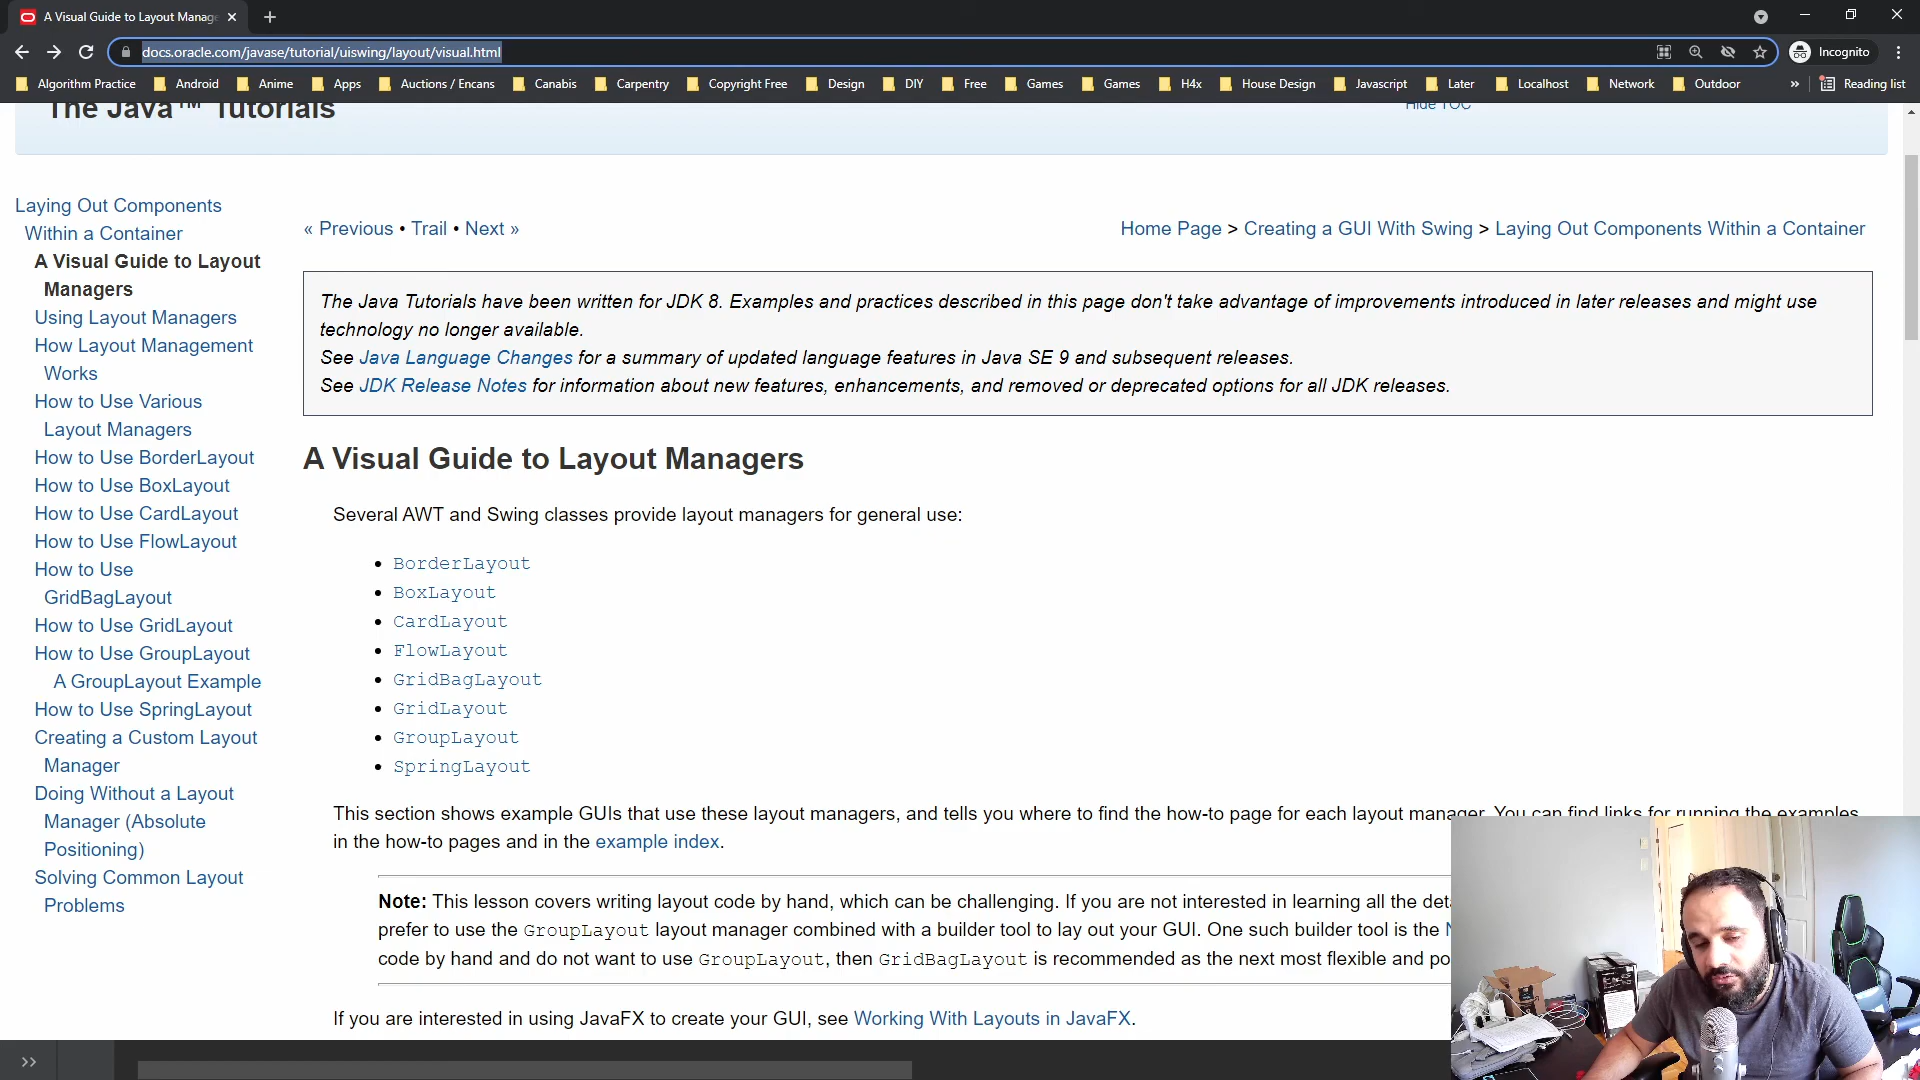 A Visual Guide to Layout Manage
docs.oracle.com/javase/tutorial/uiswing/layout/visual.html
Incognito
Algorithm Practice
Android
Anime
Apps
Auctions / Encans
Canabis
Carpentry
Copyright Free
Design
DIY
Free
Games
Games
H4x
House Design
Javascript
Later
Localhost
Network
Outdoor
»
Reading list
The Java™ Tutorials
Hide TOC
Laying Out Components
Within a Container
A Visual Guide to Layout
Managers
Using Layout Managers
How Layout Management
Works
How to Use Various
Layout Managers
How to Use BorderLayout
How to Use BoxLayout
How to Use CardLayout
How to Use FlowLayout
How to Use
GridBagLayout
How to Use GridLayout
How to Use GroupLayout
A GroupLayout Example
How to Use SpringLayout
Creating a Custom Layout
Manager
Doing Without a Layout
Manager (Absolute
Positioning)
Solving Common Layout
Problems
« Previous • Trail • Next »
Home Page > Creating a GUI With Swing > Laying Out Components Within a Container
The Java Tutorials have been written for JDK 8. Examples and practices described in this page don't take advantage of improvements introduced in later releases and might use
technology no longer available.
See Java Language Changes for a summary of updated language features in Java SE 9 and subsequent releases.
See JDK Release Notes for information about new features, enhancements, and removed or deprecated options for all JDK releases.
A Visual Guide to Layout Managers
Several AWT and Swing classes provide layout managers for general use:
• BorderLayout
• BoxLayout
• CardLayout
• FlowLayout
• GridBagLayout
• GridLayout
• GroupLayout
• SpringLayout
This section shows example GUIs that use these layout managers, and tells you where to find the how-to page for each layout manager. You can find links for running the examples
in the how-to pages and in the example index.
Note: This lesson covers writing layout code by hand, which can be challenging. If you are not interested in learning all the
prefer to use the GroupLayout layout manager combined with a builder tool to lay out your GUI. One such builder tool is the
code by hand and do not want to use GroupLayout, then GridBagLayout is recommended as the next most flexible and
If you are interested in using JavaFX to create your GUI, see Working With Layouts in JavaFX.